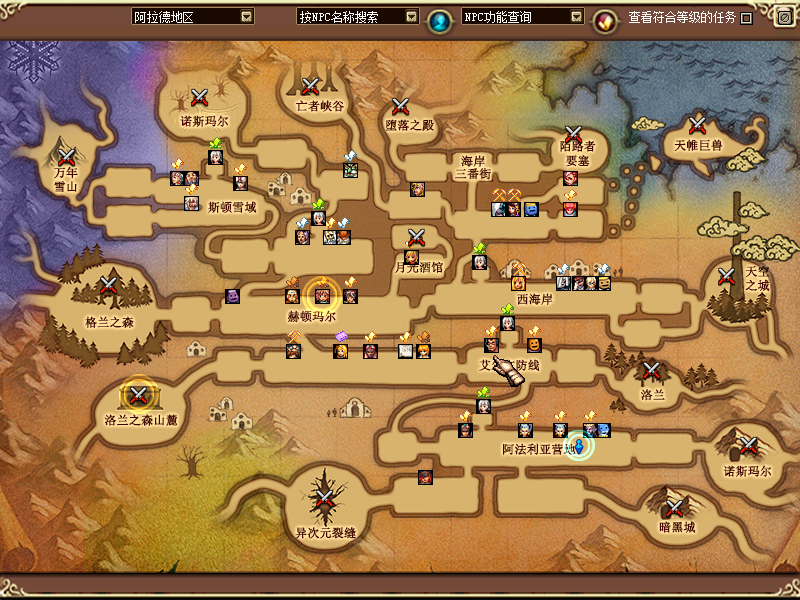 阿拉德地区
按NPC名称搜索
NPC功能查询
查看符合等级的任务
诺斯玛尔
亡者峡谷
堕落之殿
海岸
三番街
陌路者
要塞
天帷巨兽
万年
雪山
斯顿雪域
月光酒馆
天空
之城
西海岸
格兰之森
赫顿玛尔
防线
洛兰
洛兰之森山麓
阿法利亚营地
诺斯玛尔
异次元裂缝
暗黑城